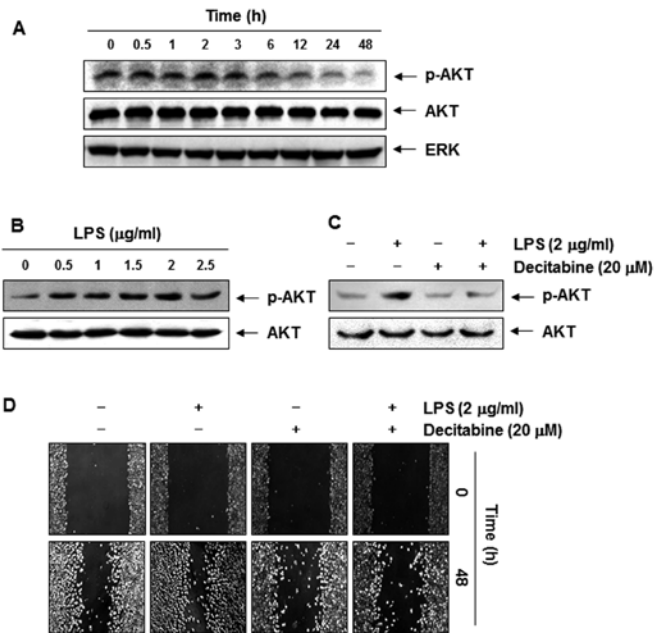 A
Time (h)
0 0.5 1 2 3 6 12 24 48
p-AKT
AKT
ERK
B
LPS (μg/ml)
0 0.5 1 1.5 2 2.5
p-AKT
AKT
C
– + – + LPS (2 μg/ml)
– – + + Decitabine (20 μM)
p-AKT
AKT
D
– + – + LPS (2 μg/ml)
– – + + Decitabine (20 μM)
0
48
Time (h)